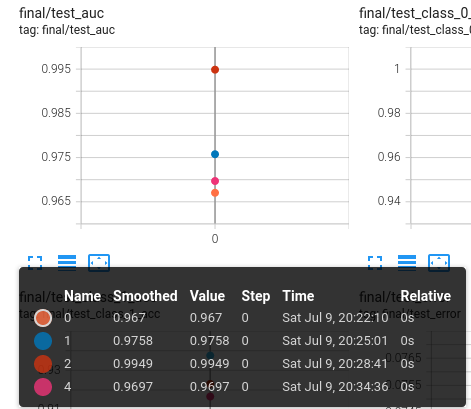 final/test_auc
tag: final/test_auc
0.995
0.985
0.975
0.965
0
final/test_class_0
tag: final/test_class_0
1
0.98
0.96
0.94
Name Smoothed Value Step Time Relative
0 0.967 0.967 0 Sat Jul 9, 20:22:10 0s
1 0.9758 0.9758 0 Sat Jul 9, 20:25:01 0s
2 0.9949 0.9949 0 Sat Jul 9, 20:28:41 0s
4 0.9697 0.9697 0 Sat Jul 9, 20:34:36 0s